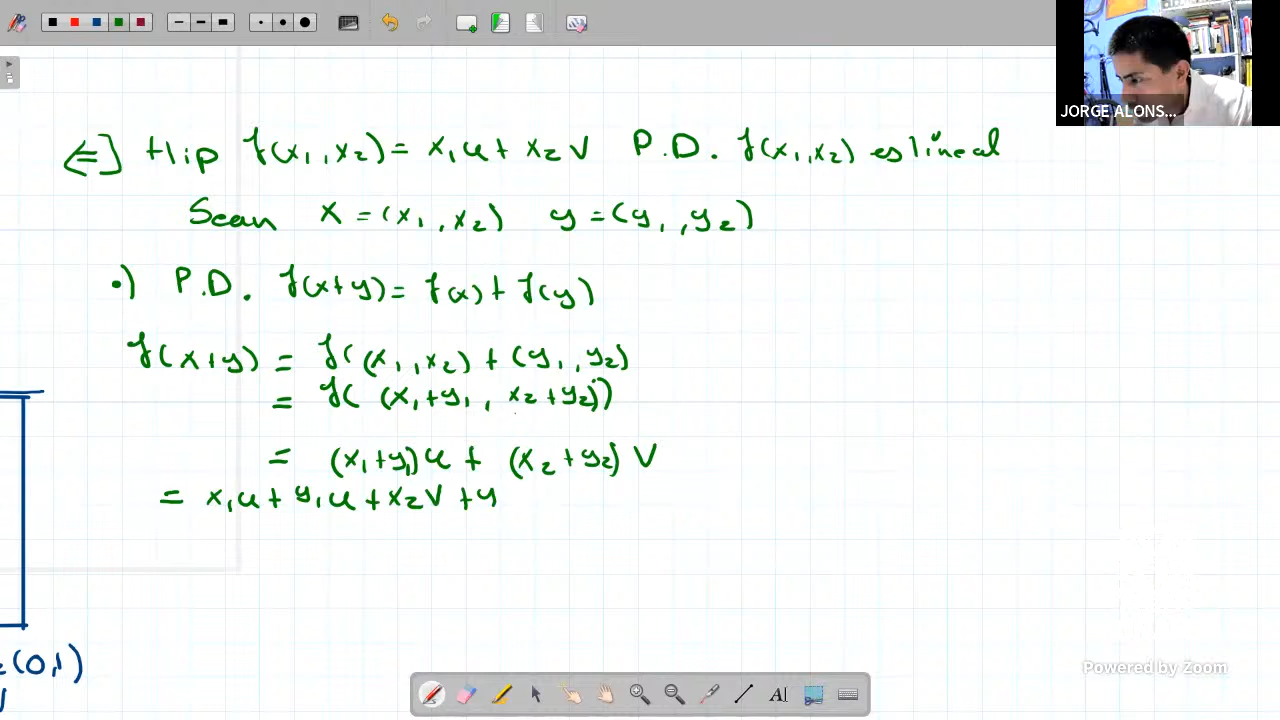 JORGE ALONS...
⇐] Hip f(x₁,x₂)= x₁u + x₂v P.D. f(x₁,x₂) es lineal
Sean x = (x₁,x₂) y = (y₁,y₂)
•) P.D. f(x+y)= f(x)+f(y)
f(x+y) = f((x₁,x₂) + (y₁,y₂)
= f((x₁+y₁, x₂+y₂))
= (x₁+y₁)u + (x₂+y₂)v
= x₁u + y₁u + x₂v + y
(0,1)
Powered by Zoom
AI